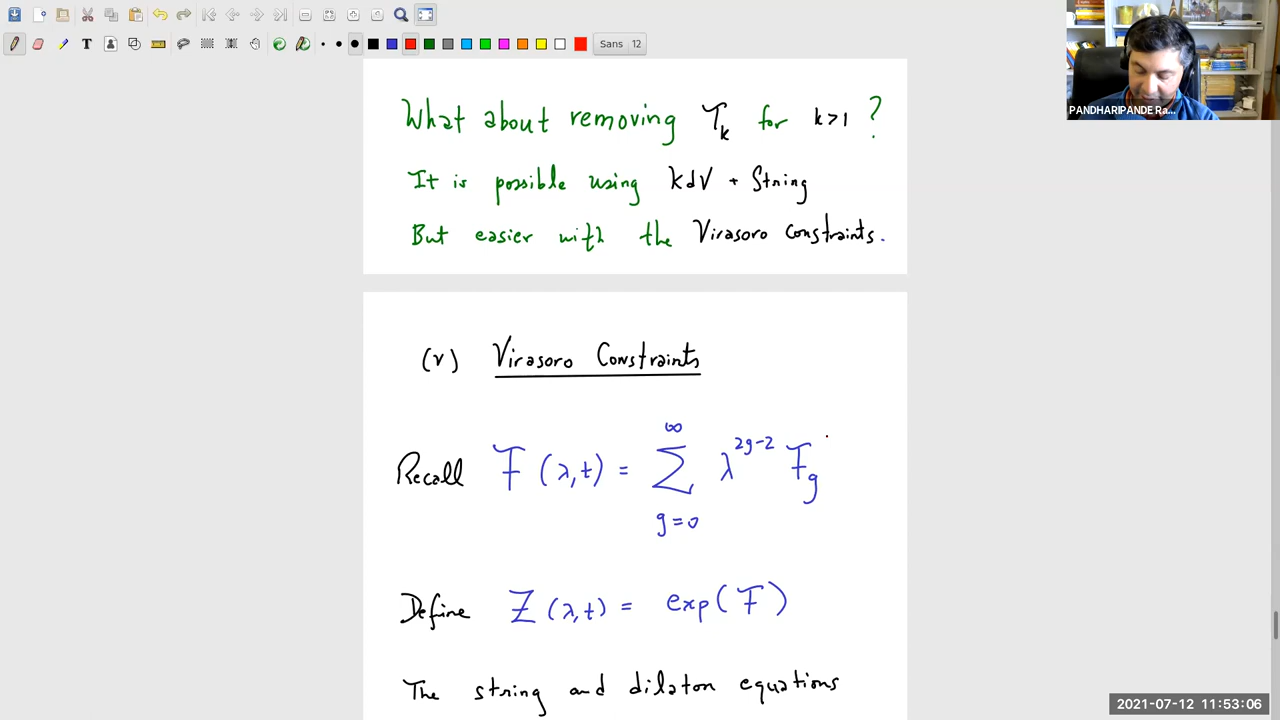 Sans 12
PANDHARIPANDE Ra...
What about removing τ_k for k>1 ?
It is possible using KdV + String
But easier with the Virasoro Constraints.
(v) Virasoro Constraints
Recall F(λ,t) = ∑_{g=0}^{∞} λ^{2g-2} F_g
Define Z(λ,t) = exp(F)
The string and dilaton equations
2021-07-12 11:53:06